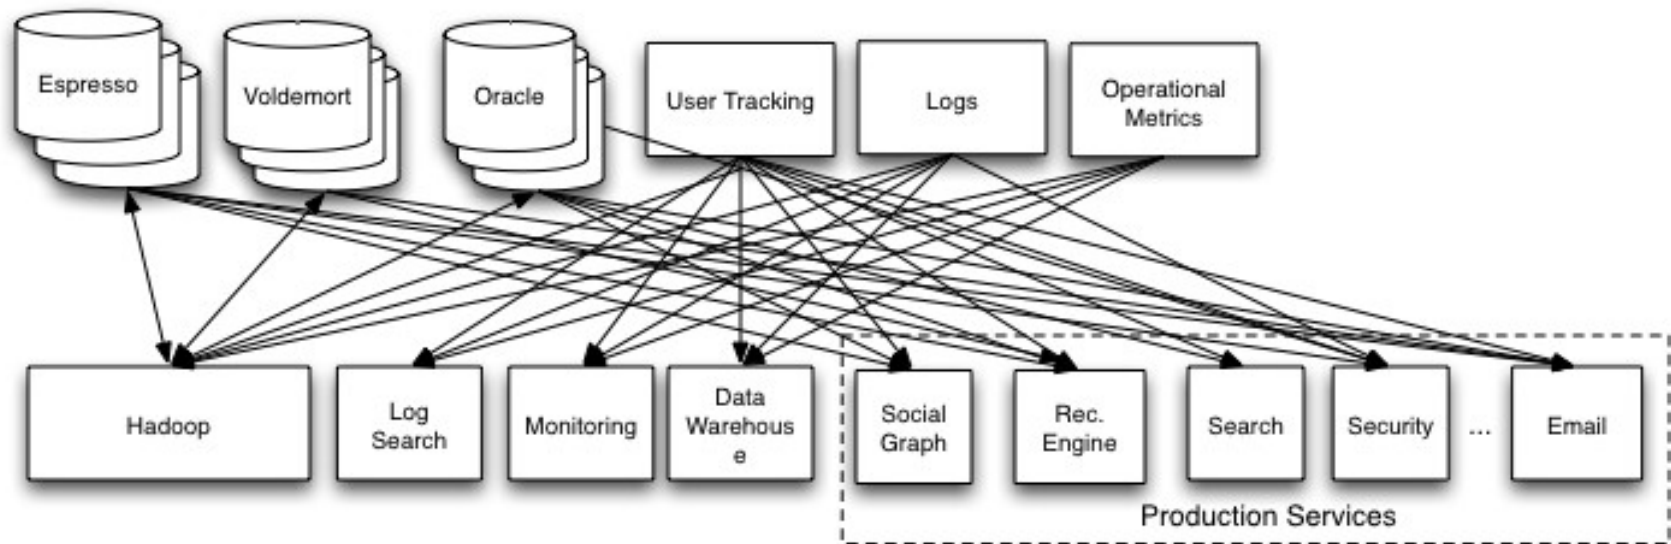 Espresso
Voldemort
Oracle
User Tracking
Logs
Operational
Metrics
Hadoop
Log
Search
Monitoring
Data
Warehous
e
Social
Graph
Rec.
Engine
Search
Security
...
Email
Production Services